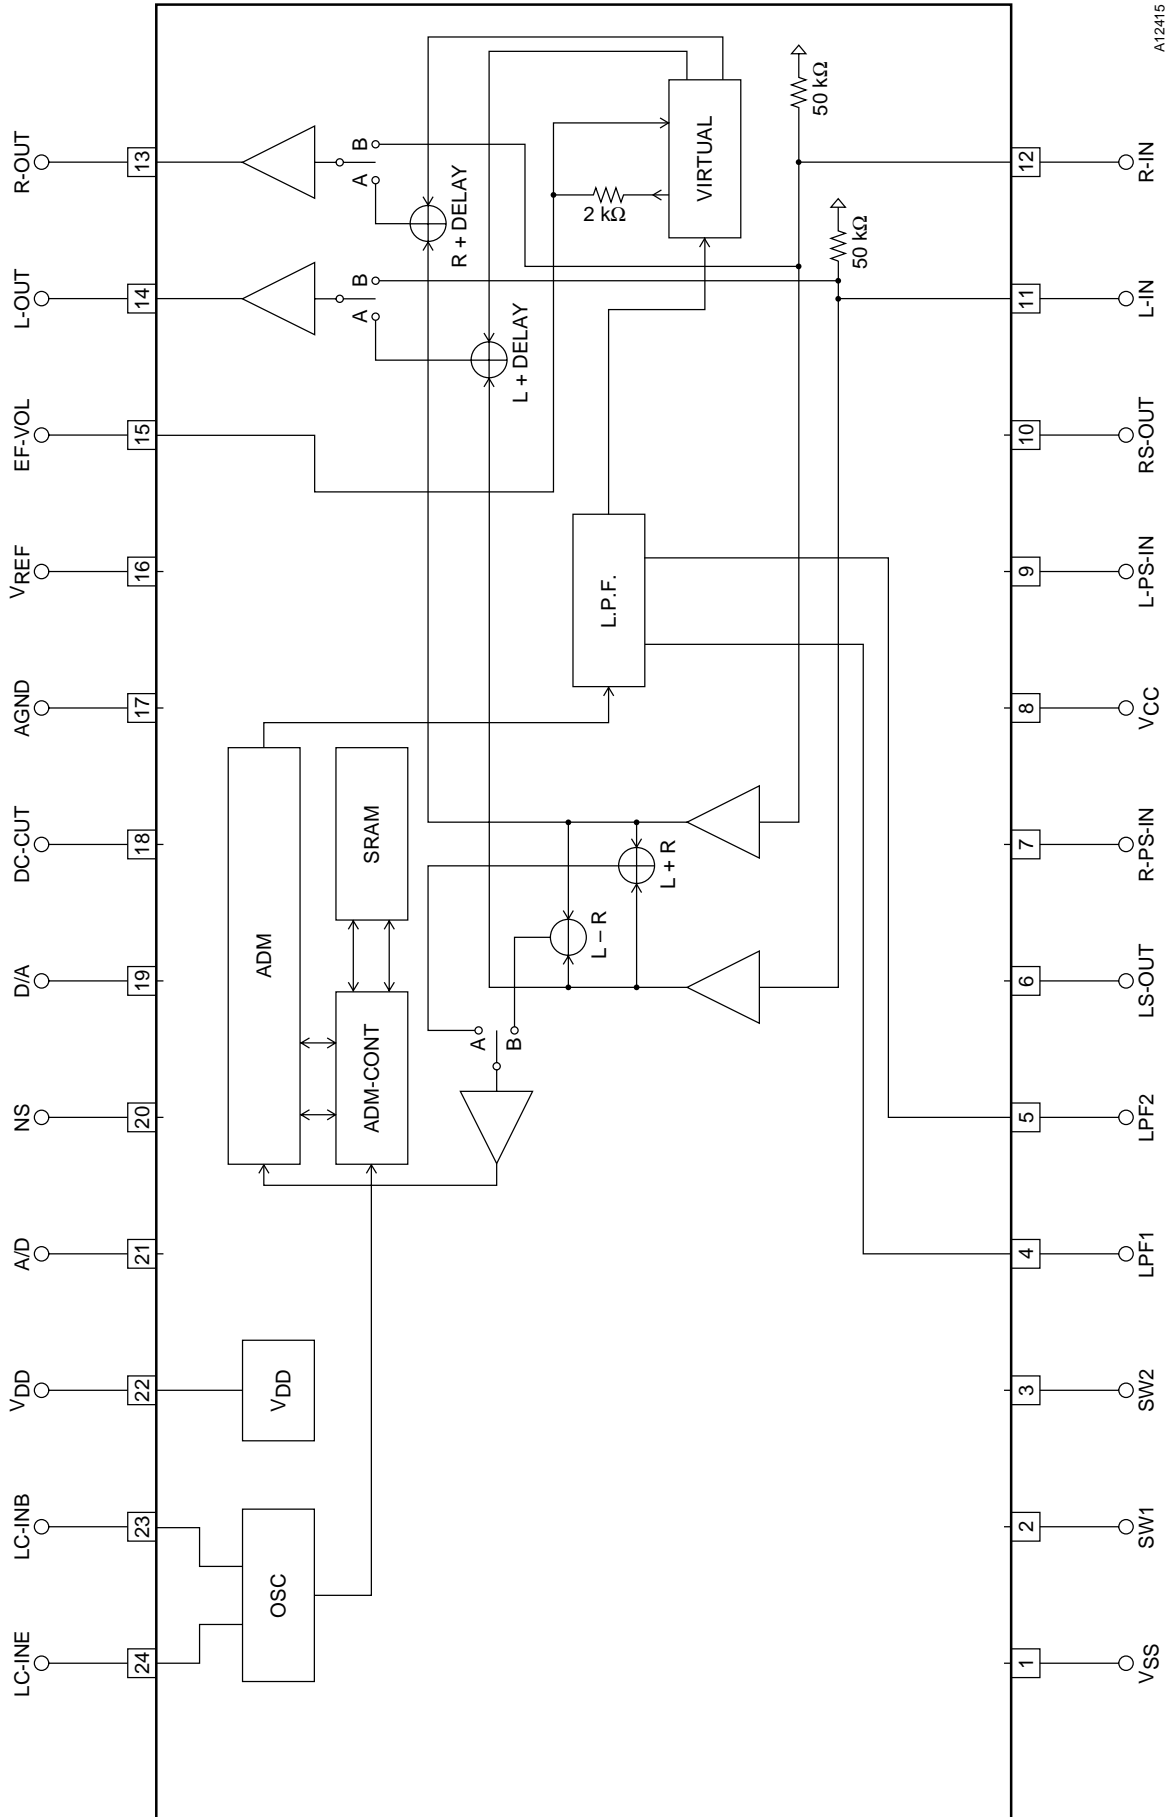 LC-INE
LC-INB
VDD
A/D
NS
D/A
DC-CUT
AGND
VREF
EF-VOL
L-OUT
R-OUT
24
23
22
21
20
19
18
17
16
15
14
13
OSC
VDD
ADM
ADM-CONT
SRAM
A
B
A
B
A
B
L – R
L + R
L + DELAY
R + DELAY
L.P.F.
2 kΩ
VIRTUAL
50 kΩ
50 kΩ
1
2
3
4
5
6
7
8
9
10
11
12
VSS
SW1
SW2
LPF1
LPF2
LS-OUT
R-PS-IN
VCC
L-PS-IN
RS-OUT
L-IN
R-IN
A12415